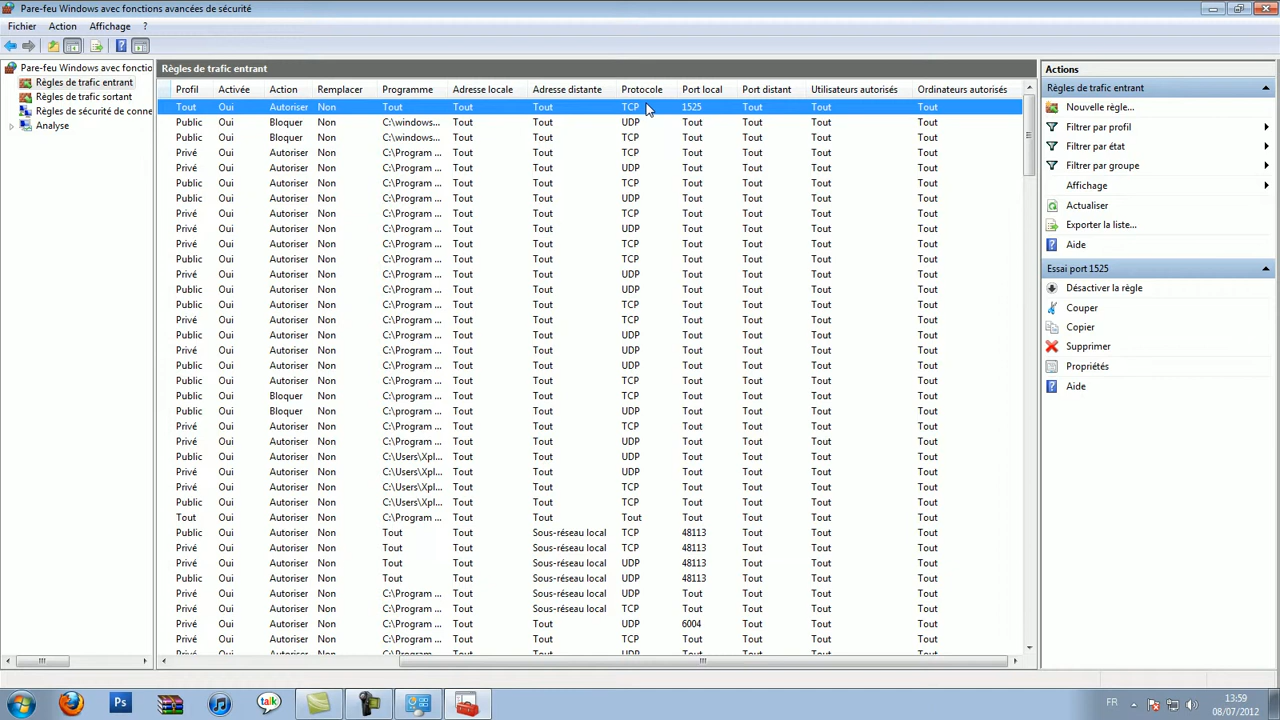 Pare-feu Windows avec fonctions avancées de sécurité
Fichier Action Affichage ?
Pare-feu Windows avec fonctio
Règles de trafic entrant
Règles de trafic sortant
Règles de sécurité de conne
Analyse
Règles de trafic entrant
Profil Activée Action Remplacer Programme Adresse locale Adresse distante Protocole Port local Port distant Utilisateurs autorisés Ordinateurs autorisés
Tout Oui Autoriser Non Tout Tout Tout TCP 1525 Tout Tout Tout
Public Oui Bloquer Non C:\windows... Tout Tout UDP Tout Tout Tout Tout
Public Oui Bloquer Non C:\windows... Tout Tout TCP Tout Tout Tout Tout
Privé Oui Autoriser Non C:\Program ... Tout Tout TCP Tout Tout Tout Tout
Privé Oui Autoriser Non C:\Program ... Tout Tout UDP Tout Tout Tout Tout
Public Oui Autoriser Non C:\Program ... Tout Tout TCP Tout Tout Tout Tout
Public Oui Autoriser Non C:\Program ... Tout Tout UDP Tout Tout Tout Tout
Privé Oui Autoriser Non C:\Program ... Tout Tout TCP Tout Tout Tout Tout
Privé Oui Autoriser Non C:\Program ... Tout Tout UDP Tout Tout Tout Tout
Privé Oui Autoriser Non C:\Program ... Tout Tout TCP Tout Tout Tout Tout
Public Oui Autoriser Non C:\Program ... Tout Tout TCP Tout Tout Tout Tout
Privé Oui Autoriser Non C:\Program ... Tout Tout UDP Tout Tout Tout Tout
Public Oui Autoriser Non C:\Program ... Tout Tout UDP Tout Tout Tout Tout
Public Oui Autoriser Non C:\Program ... Tout Tout TCP Tout Tout Tout Tout
Privé Oui Autoriser Non C:\Program ... Tout Tout TCP Tout Tout Tout Tout
Public Oui Autoriser Non C:\Program ... Tout Tout UDP Tout Tout Tout Tout
Privé Oui Autoriser Non C:\Program ... Tout Tout UDP Tout Tout Tout Tout
Public Oui Autoriser Non C:\Program ... Tout Tout UDP Tout Tout Tout Tout
Public Oui Autoriser Non C:\Program ... Tout Tout TCP Tout Tout Tout Tout
Public Oui Bloquer Non C:\program ... Tout Tout TCP Tout Tout Tout Tout
Public Oui Bloquer Non C:\program ... Tout Tout UDP Tout Tout Tout Tout
Privé Oui Autoriser Non C:\program ... Tout Tout TCP Tout Tout Tout Tout
Privé Oui Autoriser Non C:\program ... Tout Tout UDP Tout Tout Tout Tout
Public Oui Autoriser Non C:\Users\Xpl... Tout Tout UDP Tout Tout Tout Tout
Privé Oui Autoriser Non C:\Users\Xpl... Tout Tout UDP Tout Tout Tout Tout
Privé Oui Autoriser Non C:\Users\Xpl... Tout Tout TCP Tout Tout Tout Tout
Public Oui Autoriser Non C:\Users\Xpl... Tout Tout TCP Tout Tout Tout Tout
Tout Oui Autoriser Non C:\Program ... Tout Tout Tout Tout Tout Tout Tout
Public Oui Autoriser Non Tout Tout Sous-réseau local TCP 48113 Tout Tout Tout
Privé Oui Autoriser Non Tout Tout Sous-réseau local TCP 48113 Tout Tout Tout
Privé Oui Autoriser Non Tout Tout Sous-réseau local UDP 48113 Tout Tout Tout
Public Oui Autoriser Non Tout Tout Sous-réseau local UDP 48113 Tout Tout Tout
Privé Oui Autoriser Non C:\Program ... Tout Sous-réseau local UDP Tout Tout Tout Tout
Privé Oui Autoriser Non C:\Program ... Tout Sous-réseau local TCP Tout Tout Tout Tout
Privé Oui Autoriser Non C:\Program ... Tout Tout UDP 6004 Tout Tout Tout
Privé Oui Autoriser Non C:\Program ... Tout Tout TCP Tout Tout Tout Tout
Privé Oui Autoriser Non C:\Program ... Tout Tout UDP Tout Tout Tout Tout
Actions
Règles de trafic entrant
Nouvelle règle...
Filtrer par profil
Filtrer par état
Filtrer par groupe
Affichage
Actualiser
Exporter la liste...
Aide
Essai port 1525
Désactiver la règle
Couper
Copier
Supprimer
Propriétés
Aide
Ps
talk
FR
13:59
08/07/2012